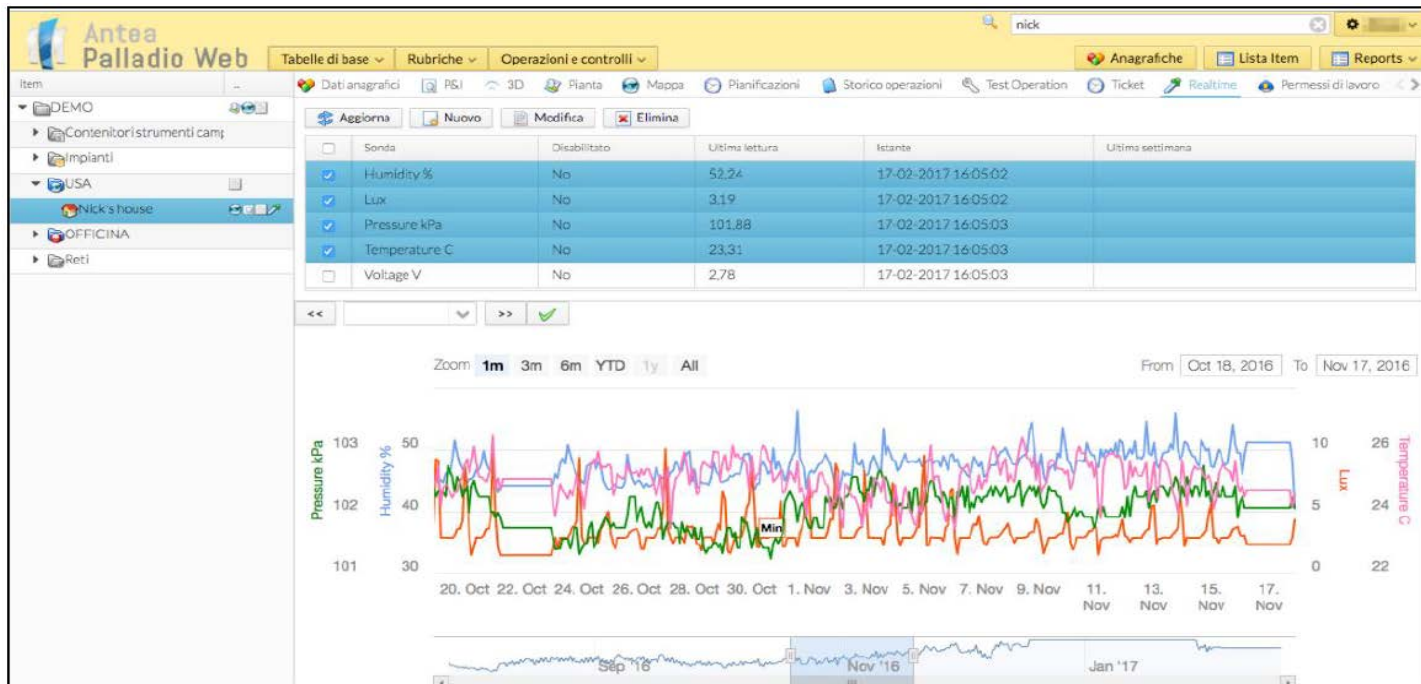 nick
Antea
Palladio Web
Tabelle di base Rubriche Operazioni e controlli Anagrafiche Lista Item Reports
Item ... Dati anagrafici P&I 3D Pianta Mappa Pianificazioni Storico operazioni Test Operation Ticket Realtime Permessi di lavoro
DEMO
Aggiorna Nuovo Modifica Elimina
Contenitori strumenti camp
Sonda Disabilitato Ultima lettura Istante Ultima settimana
Impianti
Humidity % No 52,24 17-02-2017 16:05:02
USA
Lux No 3,19 17-02-2017 16:05:02
Nick's house
Pressure kPa No 101,88 17-02-2017 16:05:03
OFFICINA
Temperature C No 23,31 17-02-2017 16:05:03
Reti
Voltage V No 2,78 17-02-2017 16:05:03
<< >>
Zoom 1m 3m 6m YTD 1y All From Oct 18, 2016 To Nov 17, 2016
Pressure kPa
103
102
101
Humidity %
50
40
30
Min
10
5
0
Lux
26
24
22
Temperature C
20. Oct 22. Oct 24. Oct 26. Oct 28. Oct 30. Oct 1. Nov 3. Nov 5. Nov 7. Nov 9. Nov 11. Nov 13. Nov 15. Nov 17. Nov
Sep '16 Nov '16 Jan '17